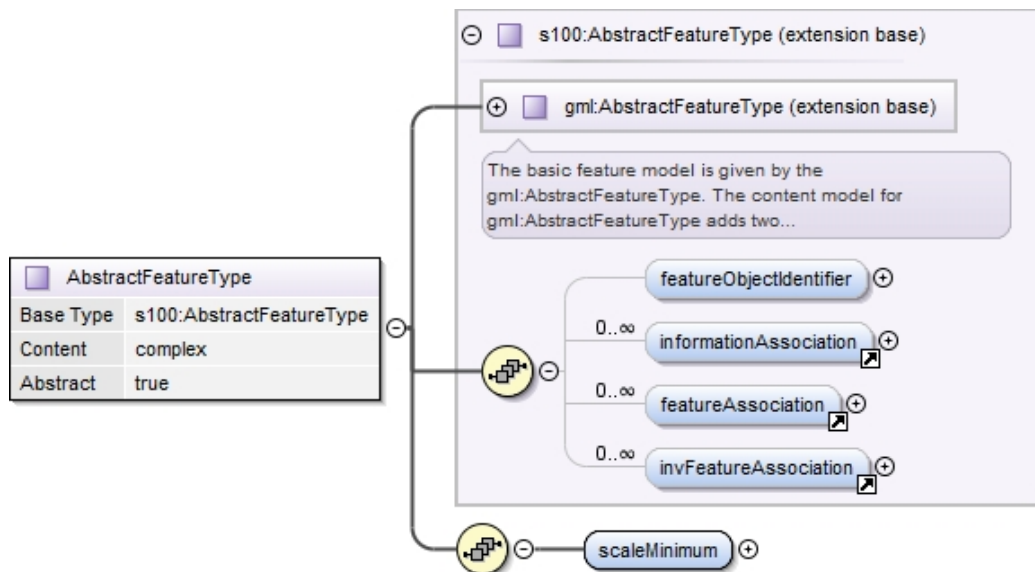 s100:AbstractFeatureType (extension base)
gml:AbstractFeatureType (extension base)
The basic feature model is given by the
gml:AbstractFeatureType. The content model for
gml:AbstractFeatureType adds two...
AbstractFeatureType
Base Type s100:AbstractFeatureType
Content complex
Abstract true
featureObjectIdentifier
0..∞ informationAssociation
0..∞ featureAssociation
0..∞ invFeatureAssociation
scaleMinimum